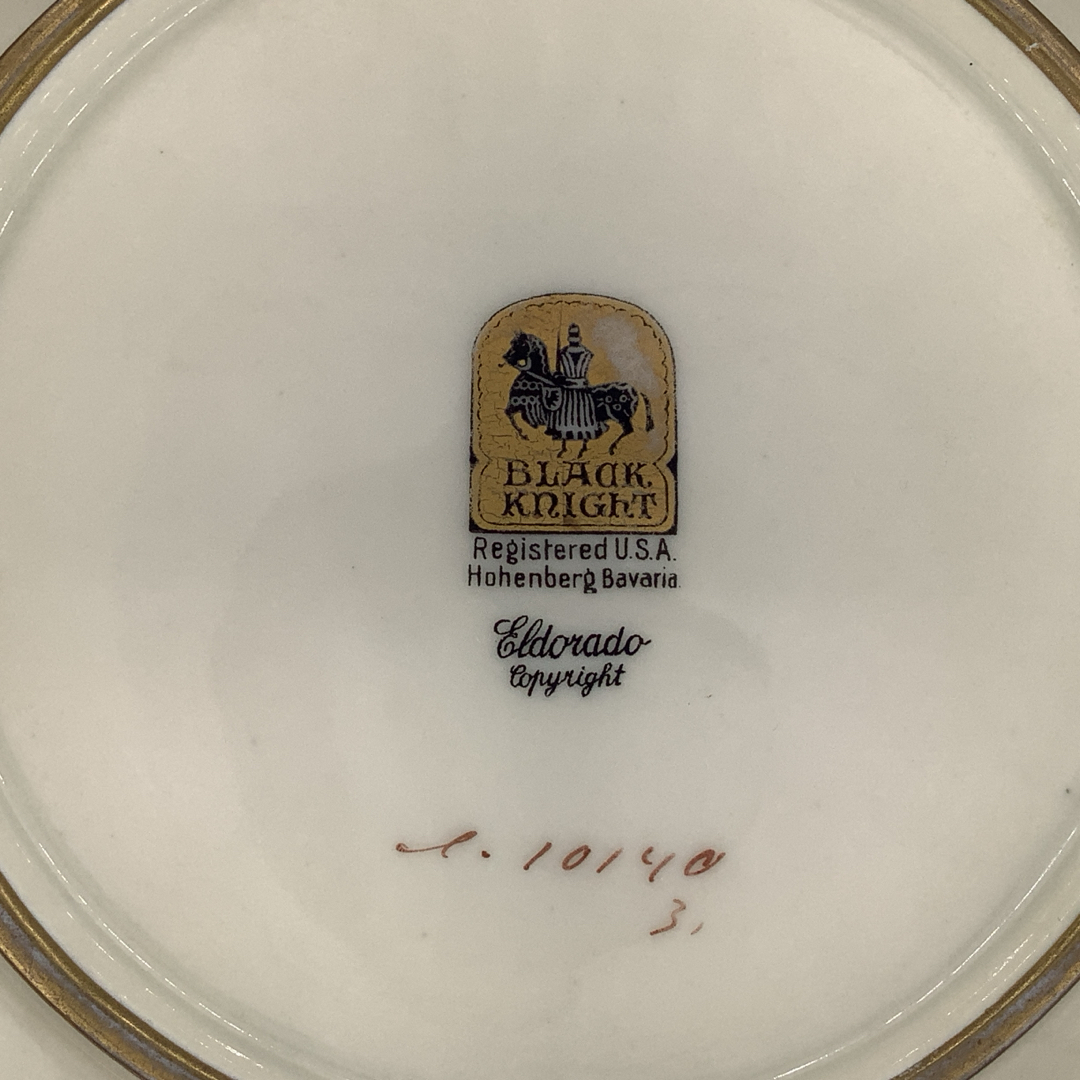 BLACK
KNIGHT
Registered U.S.A.
Hohenberg Bavaria.
Eldorado
Copyright
10140
3.